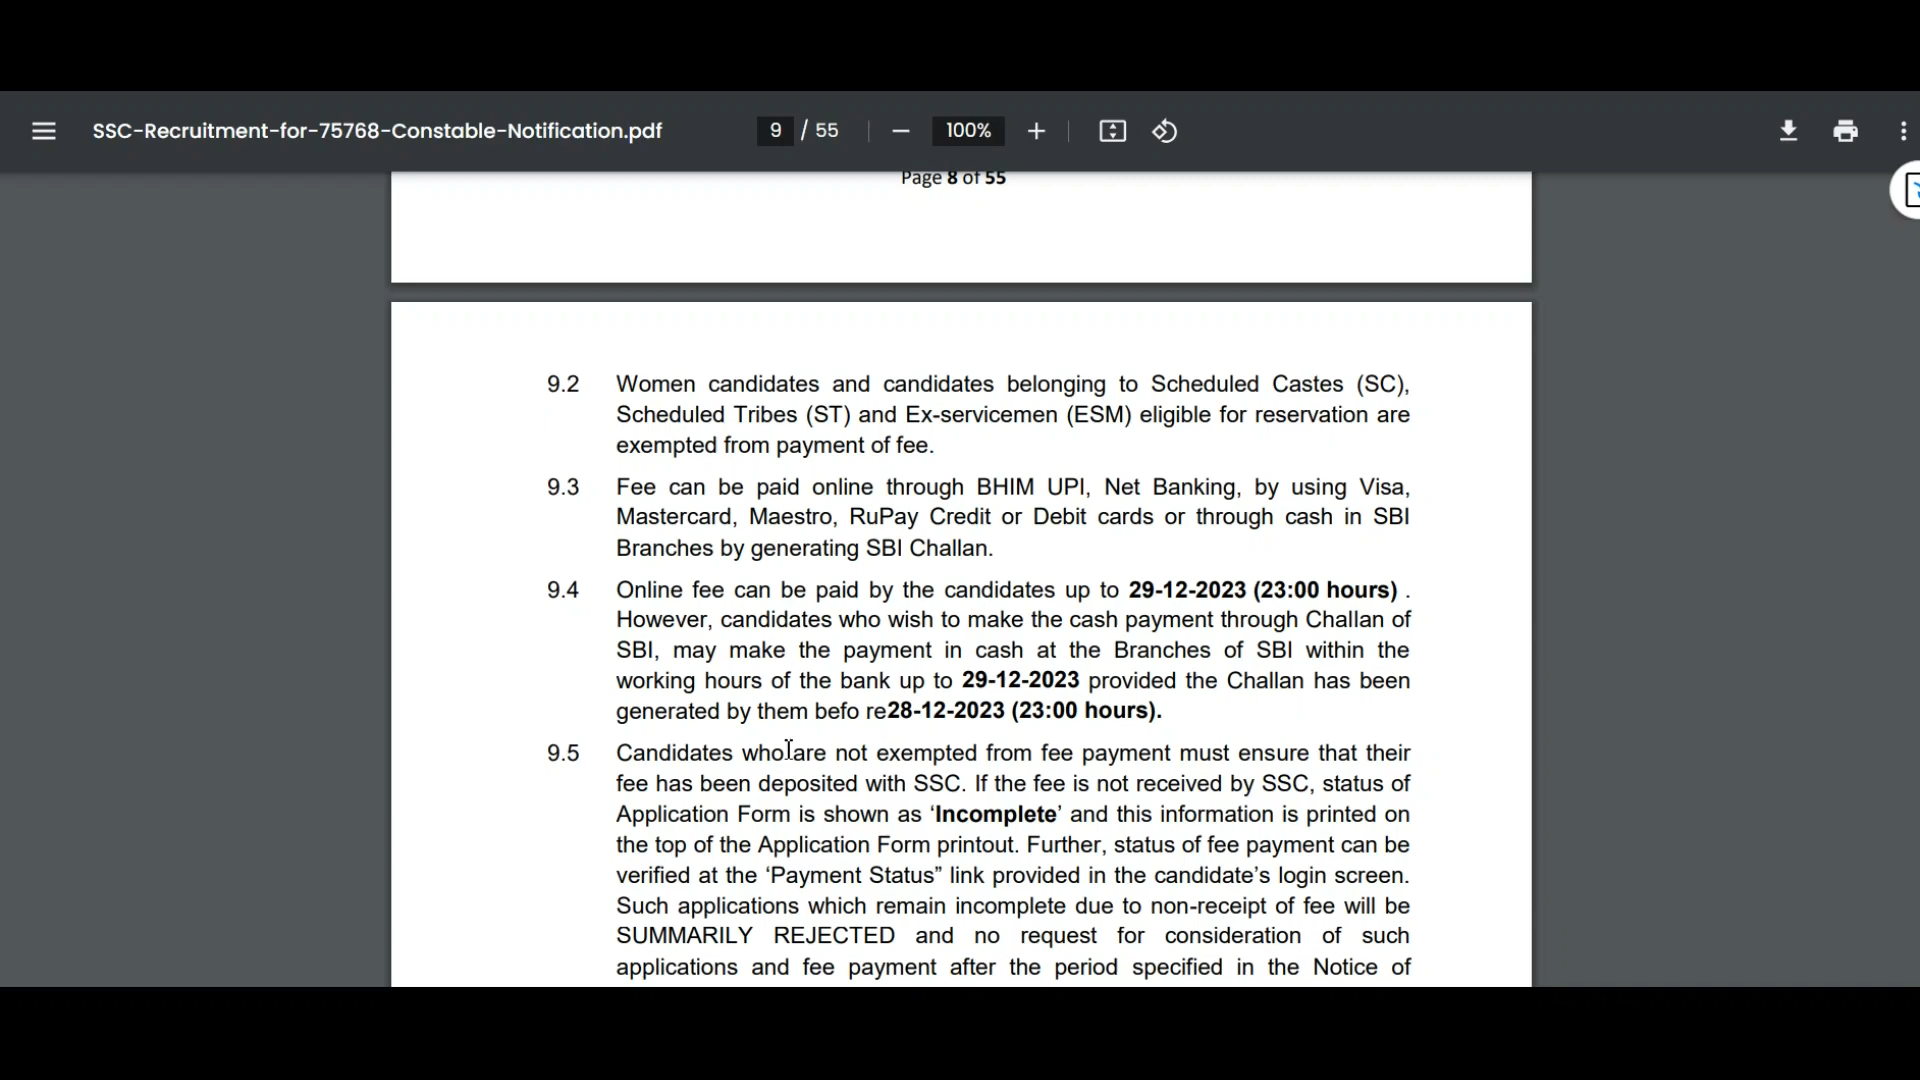 SSC-Recruitment-for-75768-Constable-Notification.pdf
9 / 55
100%
Page 8 of 55
9.2 Women candidates and candidates belonging to Scheduled Castes (SC),
Scheduled Tribes (ST) and Ex-servicemen (ESM) eligible for reservation are
exempted from payment of fee.
9.3 Fee can be paid online through BHIM UPI, Net Banking, by using Visa,
Mastercard, Maestro, RuPay Credit or Debit cards or through cash in SBI
Branches by generating SBI Challan.
9.4 Online fee can be paid by the candidates up to 29-12-2023 (23:00 hours) .
However, candidates who wish to make the cash payment through Challan of
SBI, may make the payment in cash at the Branches of SBI within the
working hours of the bank up to 29-12-2023 provided the Challan has been
generated by them befo re28-12-2023 (23:00 hours).
9.5 Candidates who are not exempted from fee payment must ensure that their
fee has been deposited with SSC. If the fee is not received by SSC, status of
Application Form is shown as ‘Incomplete’ and this information is printed on
the top of the Application Form printout. Further, status of fee payment can be
verified at the ‘Payment Status” link provided in the candidate’s login screen.
Such applications which remain incomplete due to non-receipt of fee will be
SUMMARILY REJECTED and no request for consideration of such
applications and fee payment after the period specified in the Notice of